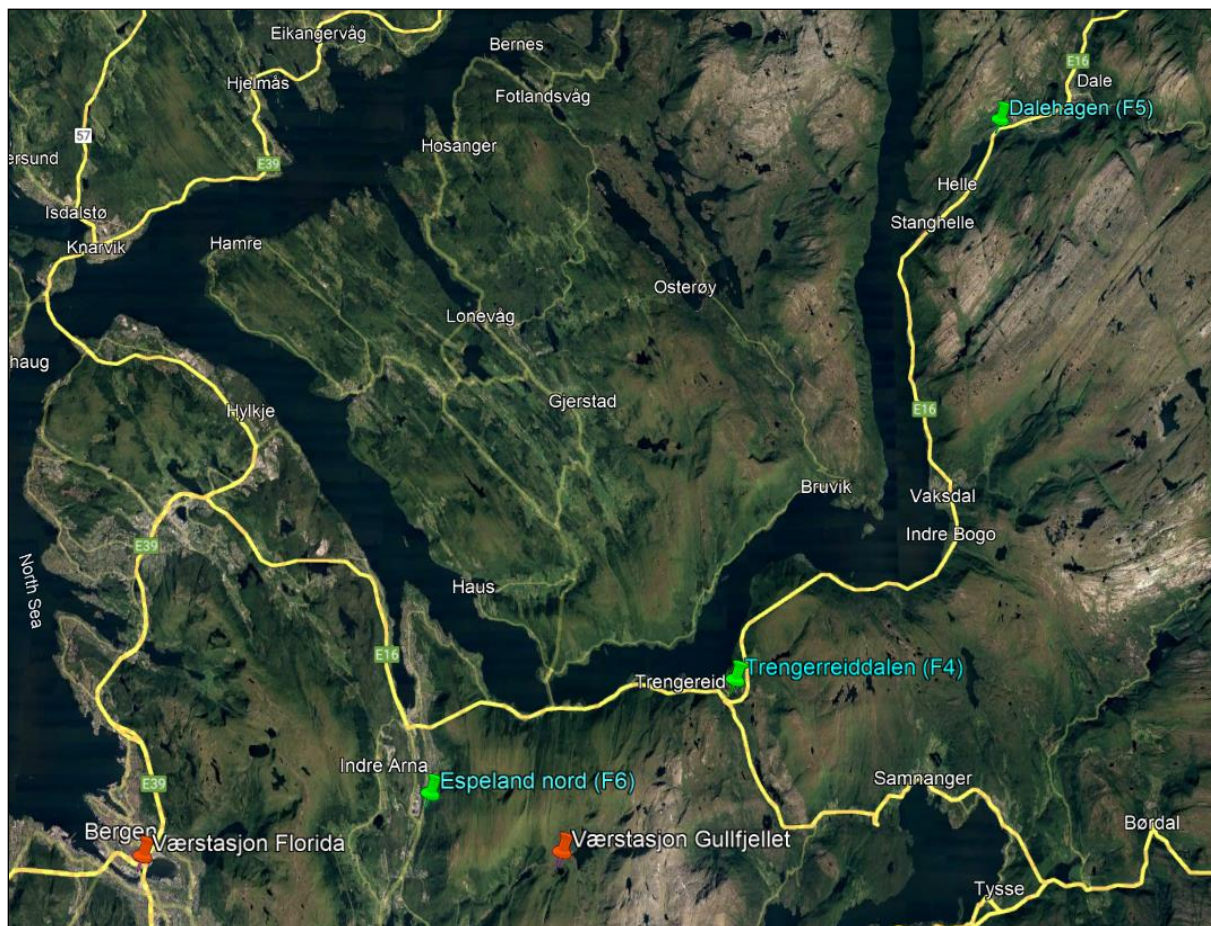 Eikangervåg
Bernes
E16
Dale
Hjelmås
Fotlandsvåg
Dalehagen (F5)
57
ersund
Hosanger
E39
Helle
Isdalstø
Stanghelle
Knarvik
Hamre
Osterøy
Lonevåg
haug
Gjerstad
Hylkje
E16
Bruvik
Vaksdal
Indre Bogo
E39
North Sea
Haus
E16
Trengereid
Trengerreiddalen (F4)
Indre Arna
Espeland nord (F6)
Samnanger
E39
Bergen
Værstasjon Florida
Værstasjon Gullfjellet
Børdal
Tysse